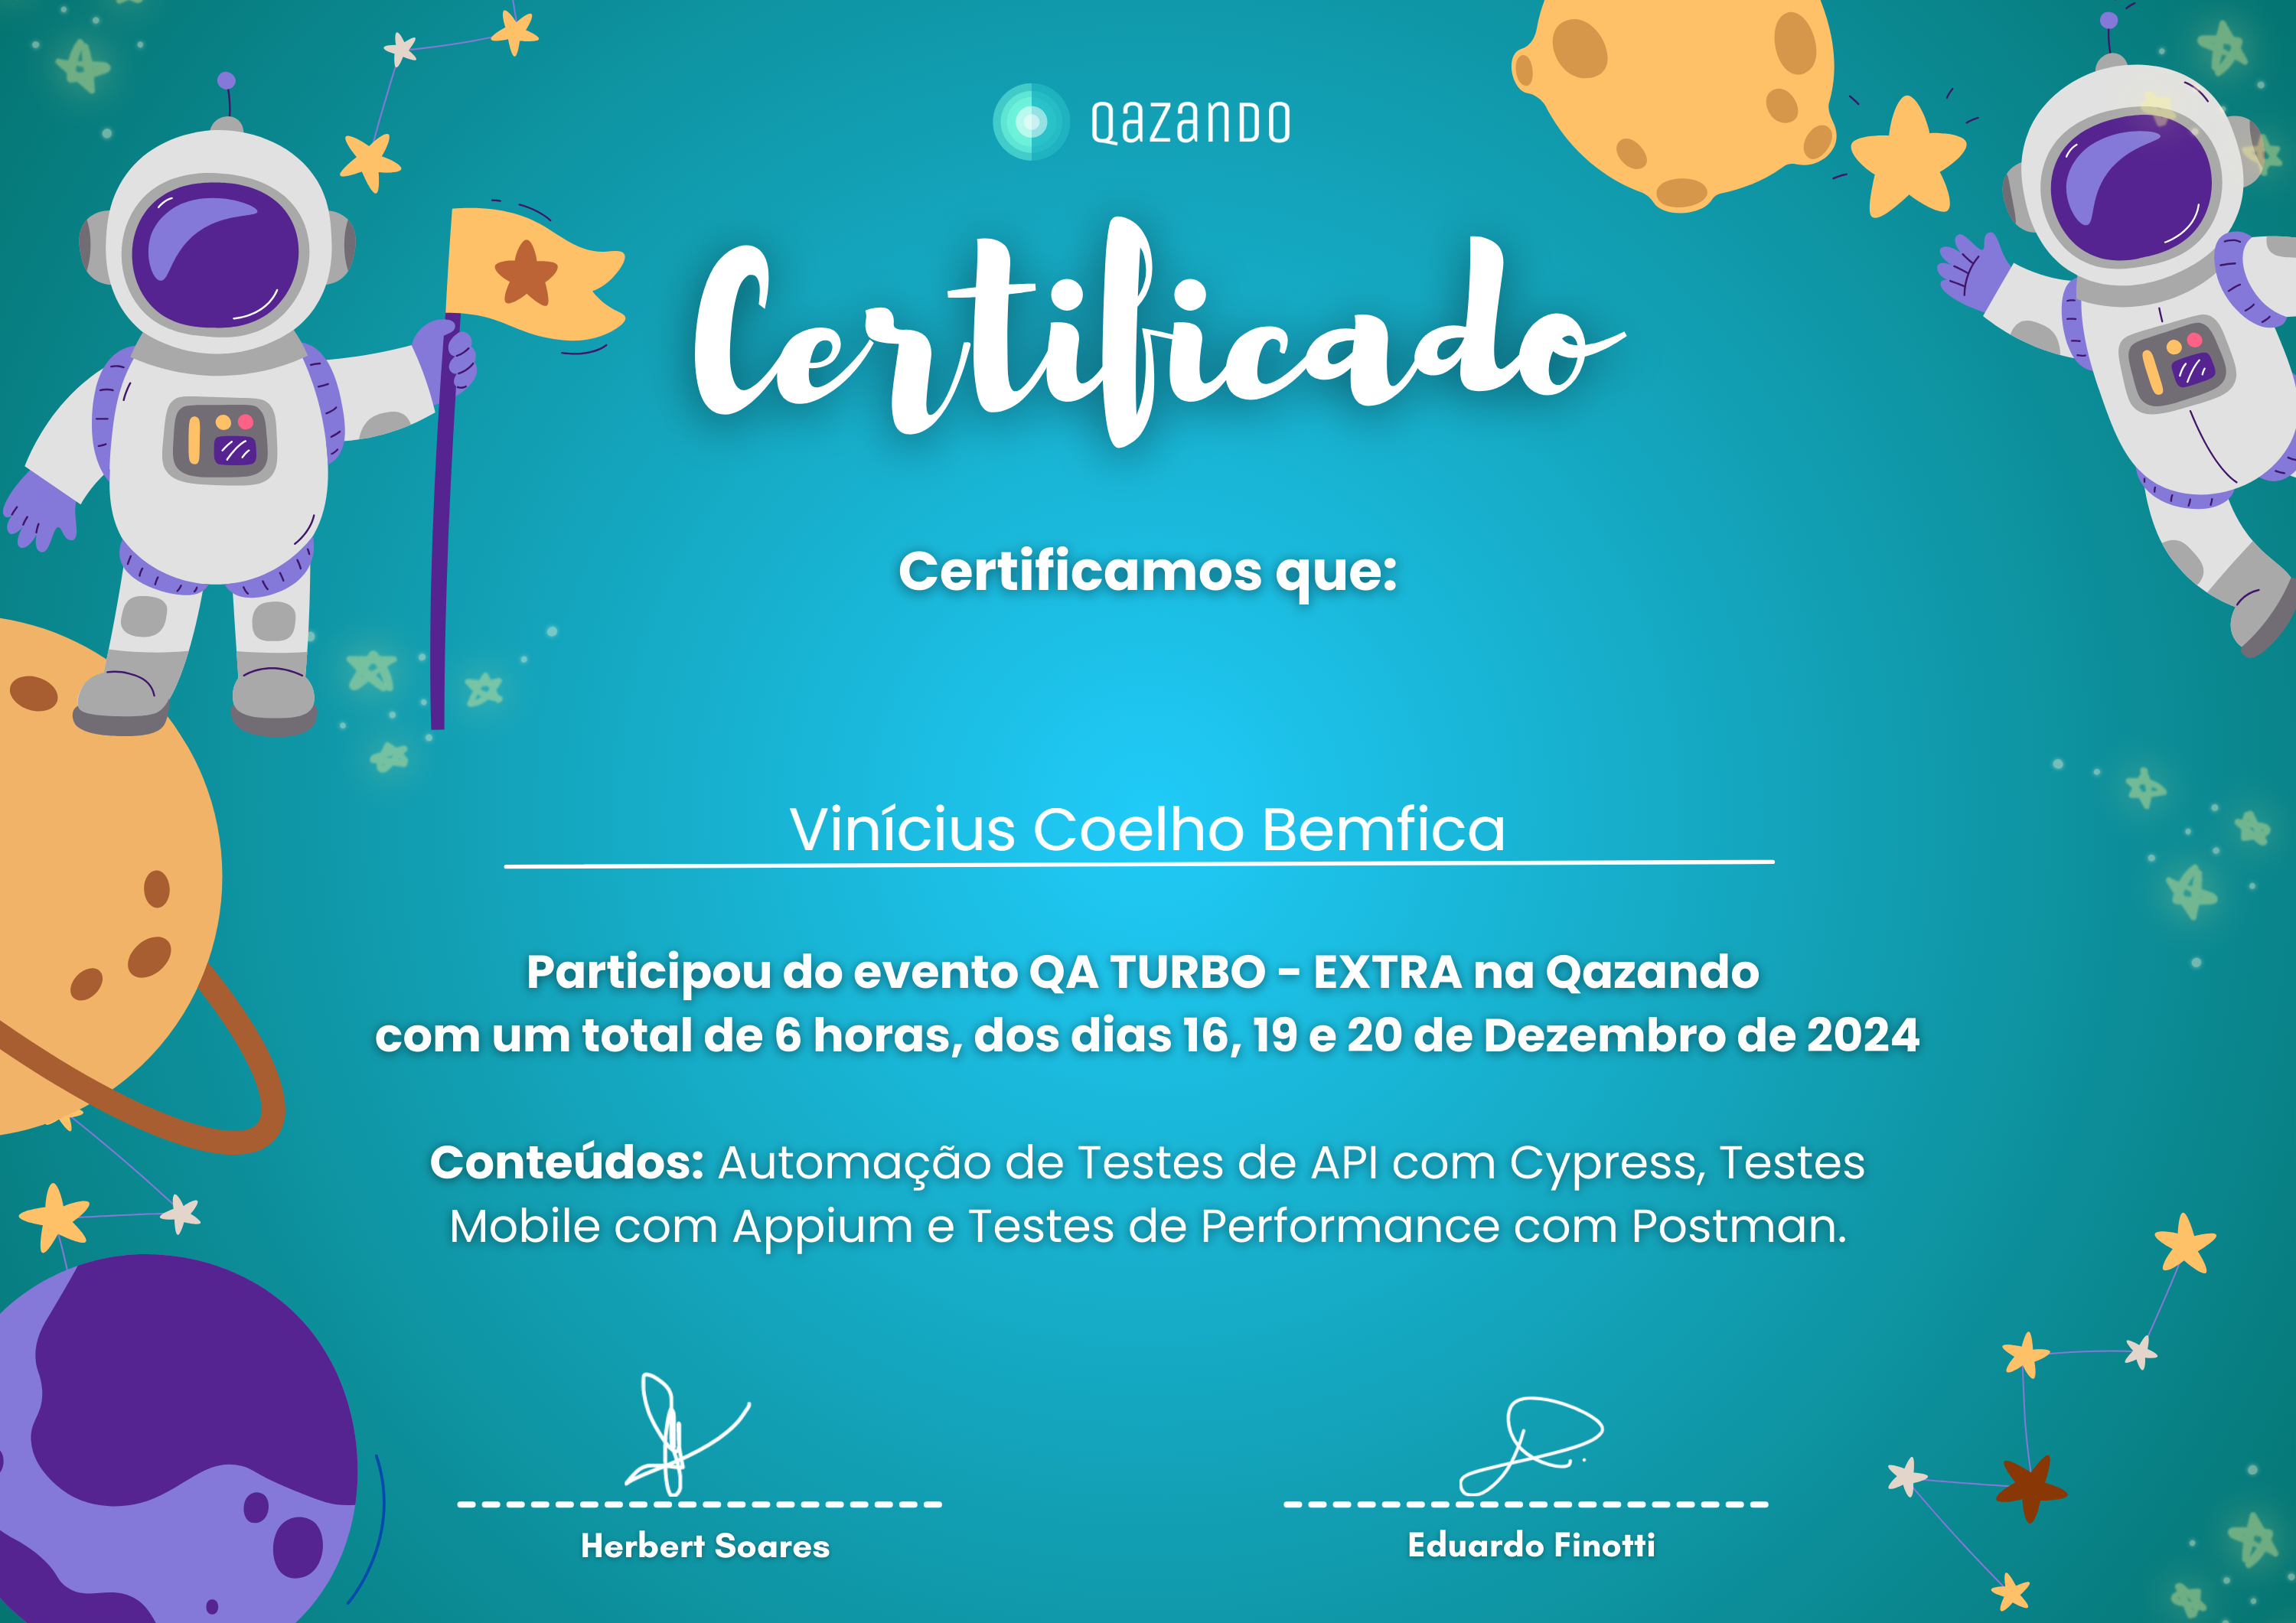 QAZANDO
Certificado
Certificamos que:
Vinícius Coelho Bemfica
Participou do evento QA TURBO - EXTRA na Qazando
com um total de 6 horas, dos dias 16, 19 e 20 de Dezembro de 2024
Conteúdos: Automação de Testes de API com Cypress, Testes
Mobile com Appium e Testes de Performance com Postman.
Herbert Soares
Eduardo Finotti